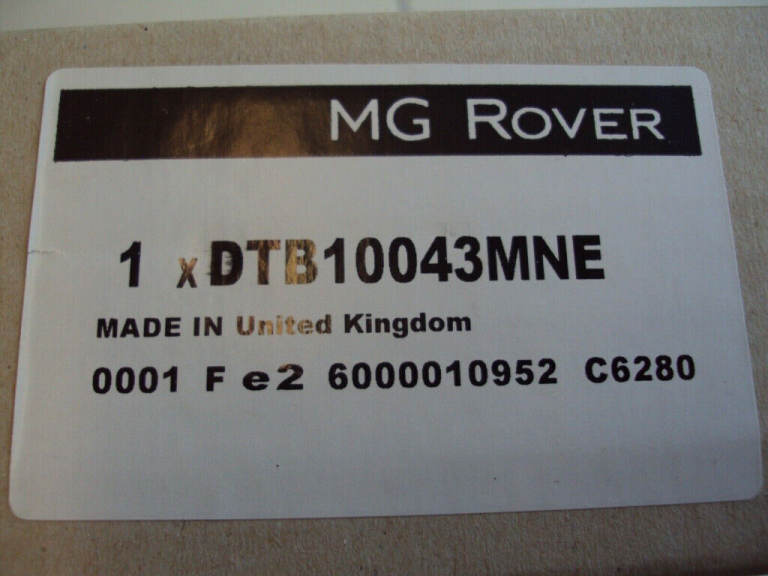 MG ROVER
1 x DTB10043MNE
MADE IN United Kingdom
0001 F e2 6000010952 C6280